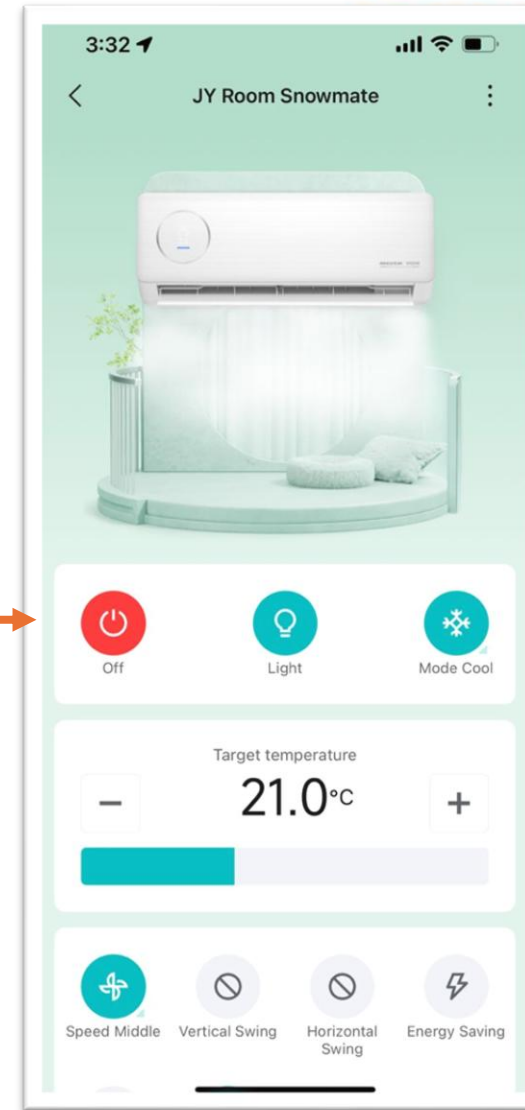 3:32
JY Room Snowmate
Off
Light
Mode Cool
Target temperature
21.0°C
Speed Middle
Vertical Swing
Horizontal
Swing
Energy Saving